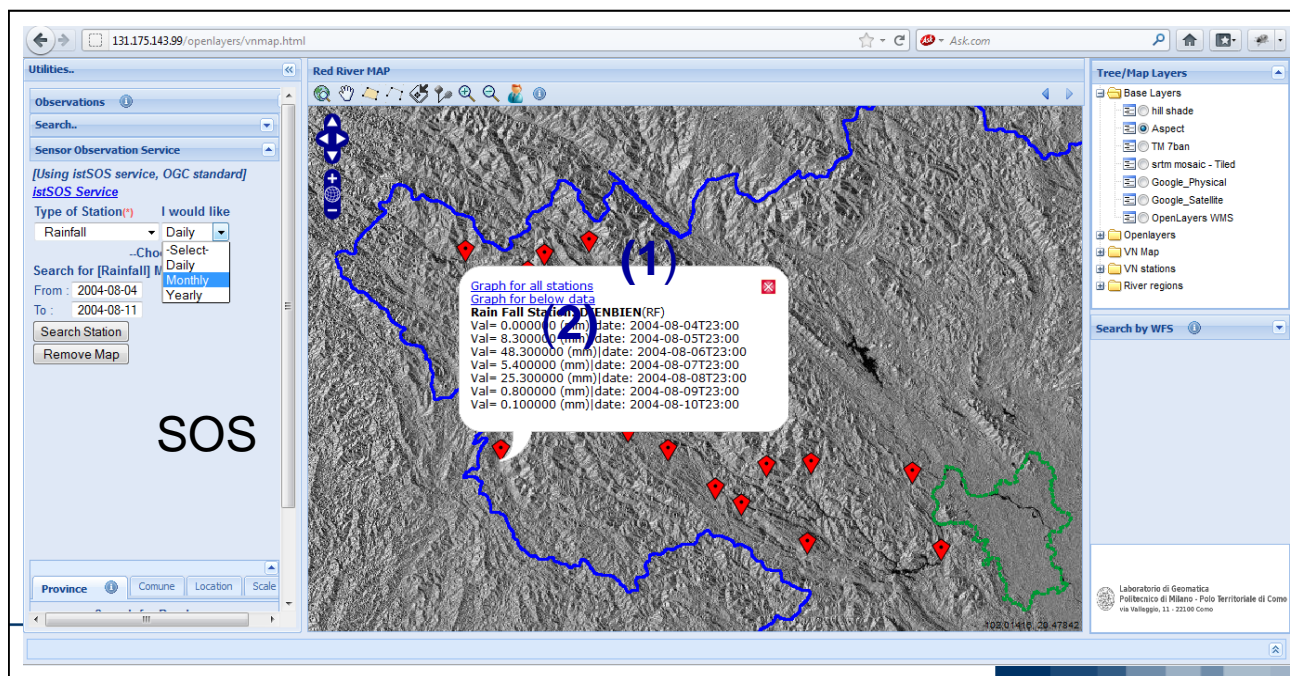 131.175.143.99/openlayers/vnmap.html
Ask.com
Utilities..
Observations
Search..
Sensor Observation Service
[Using istSOS service, OGC standard]
istSOS Service
Type of Station(*) I would like
Rainfall Daily
-Select-
Daily
Monthly
Yearly
--Cho
Search for [Rainfall] M
From : 2004-08-04
To : 2004-08-11
Search Station
Remove Map
SOS
Province Comune Location Scale
Red River MAP
(1)
Graph for all stations
Graph for below data
(2)
Rain Fall Station: DIENBIEN(RF)
Val= 0.000000 (mm)|date: 2004-08-04T23:00
Val= 8.300000 (mm)|date: 2004-08-05T23:00
Val= 48.300000 (mm)|date: 2004-08-06T23:00
Val= 5.400000 (mm)|date: 2004-08-07T23:00
Val= 25.300000 (mm)|date: 2004-08-08T23:00
Val= 0.800000 (mm)|date: 2004-08-09T23:00
Val= 0.100000 (mm)|date: 2004-08-10T23:00
Tree/Map Layers
Base Layers
hill shade
Aspect
TM 7ban
srtm mosaic - Tiled
Google_Physical
Google_Satellite
OpenLayers WMS
Openlayers
VN Map
VN stations
River regions
Search by WFS
Laboratorio di Geomatica
Politecnico di Milano - Polo Territoriale di Como
via Valleggio, 11 - 22100 Como